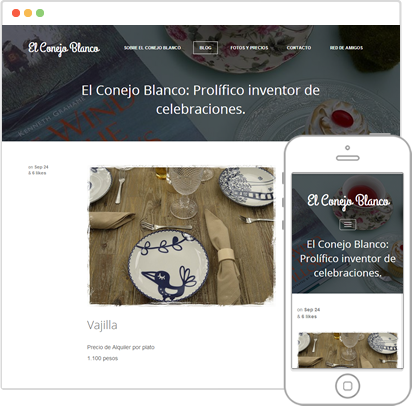 El Conejo Blanco
SOBRE EL CONEJO BLANCO BLOG FOTOS Y PRECIOS CONTACTO RED DE AMIGOS
El Conejo Blanco: Prolífico inventor de
celebraciones.
on Sep 24
6 likes
Vajilla
Precio de Alquiler por plato
1.100 pesos
El Conejo Blanco
El Conejo Blanco:
Prolífico inventor de
celebraciones.
on Sep 24
6 likes